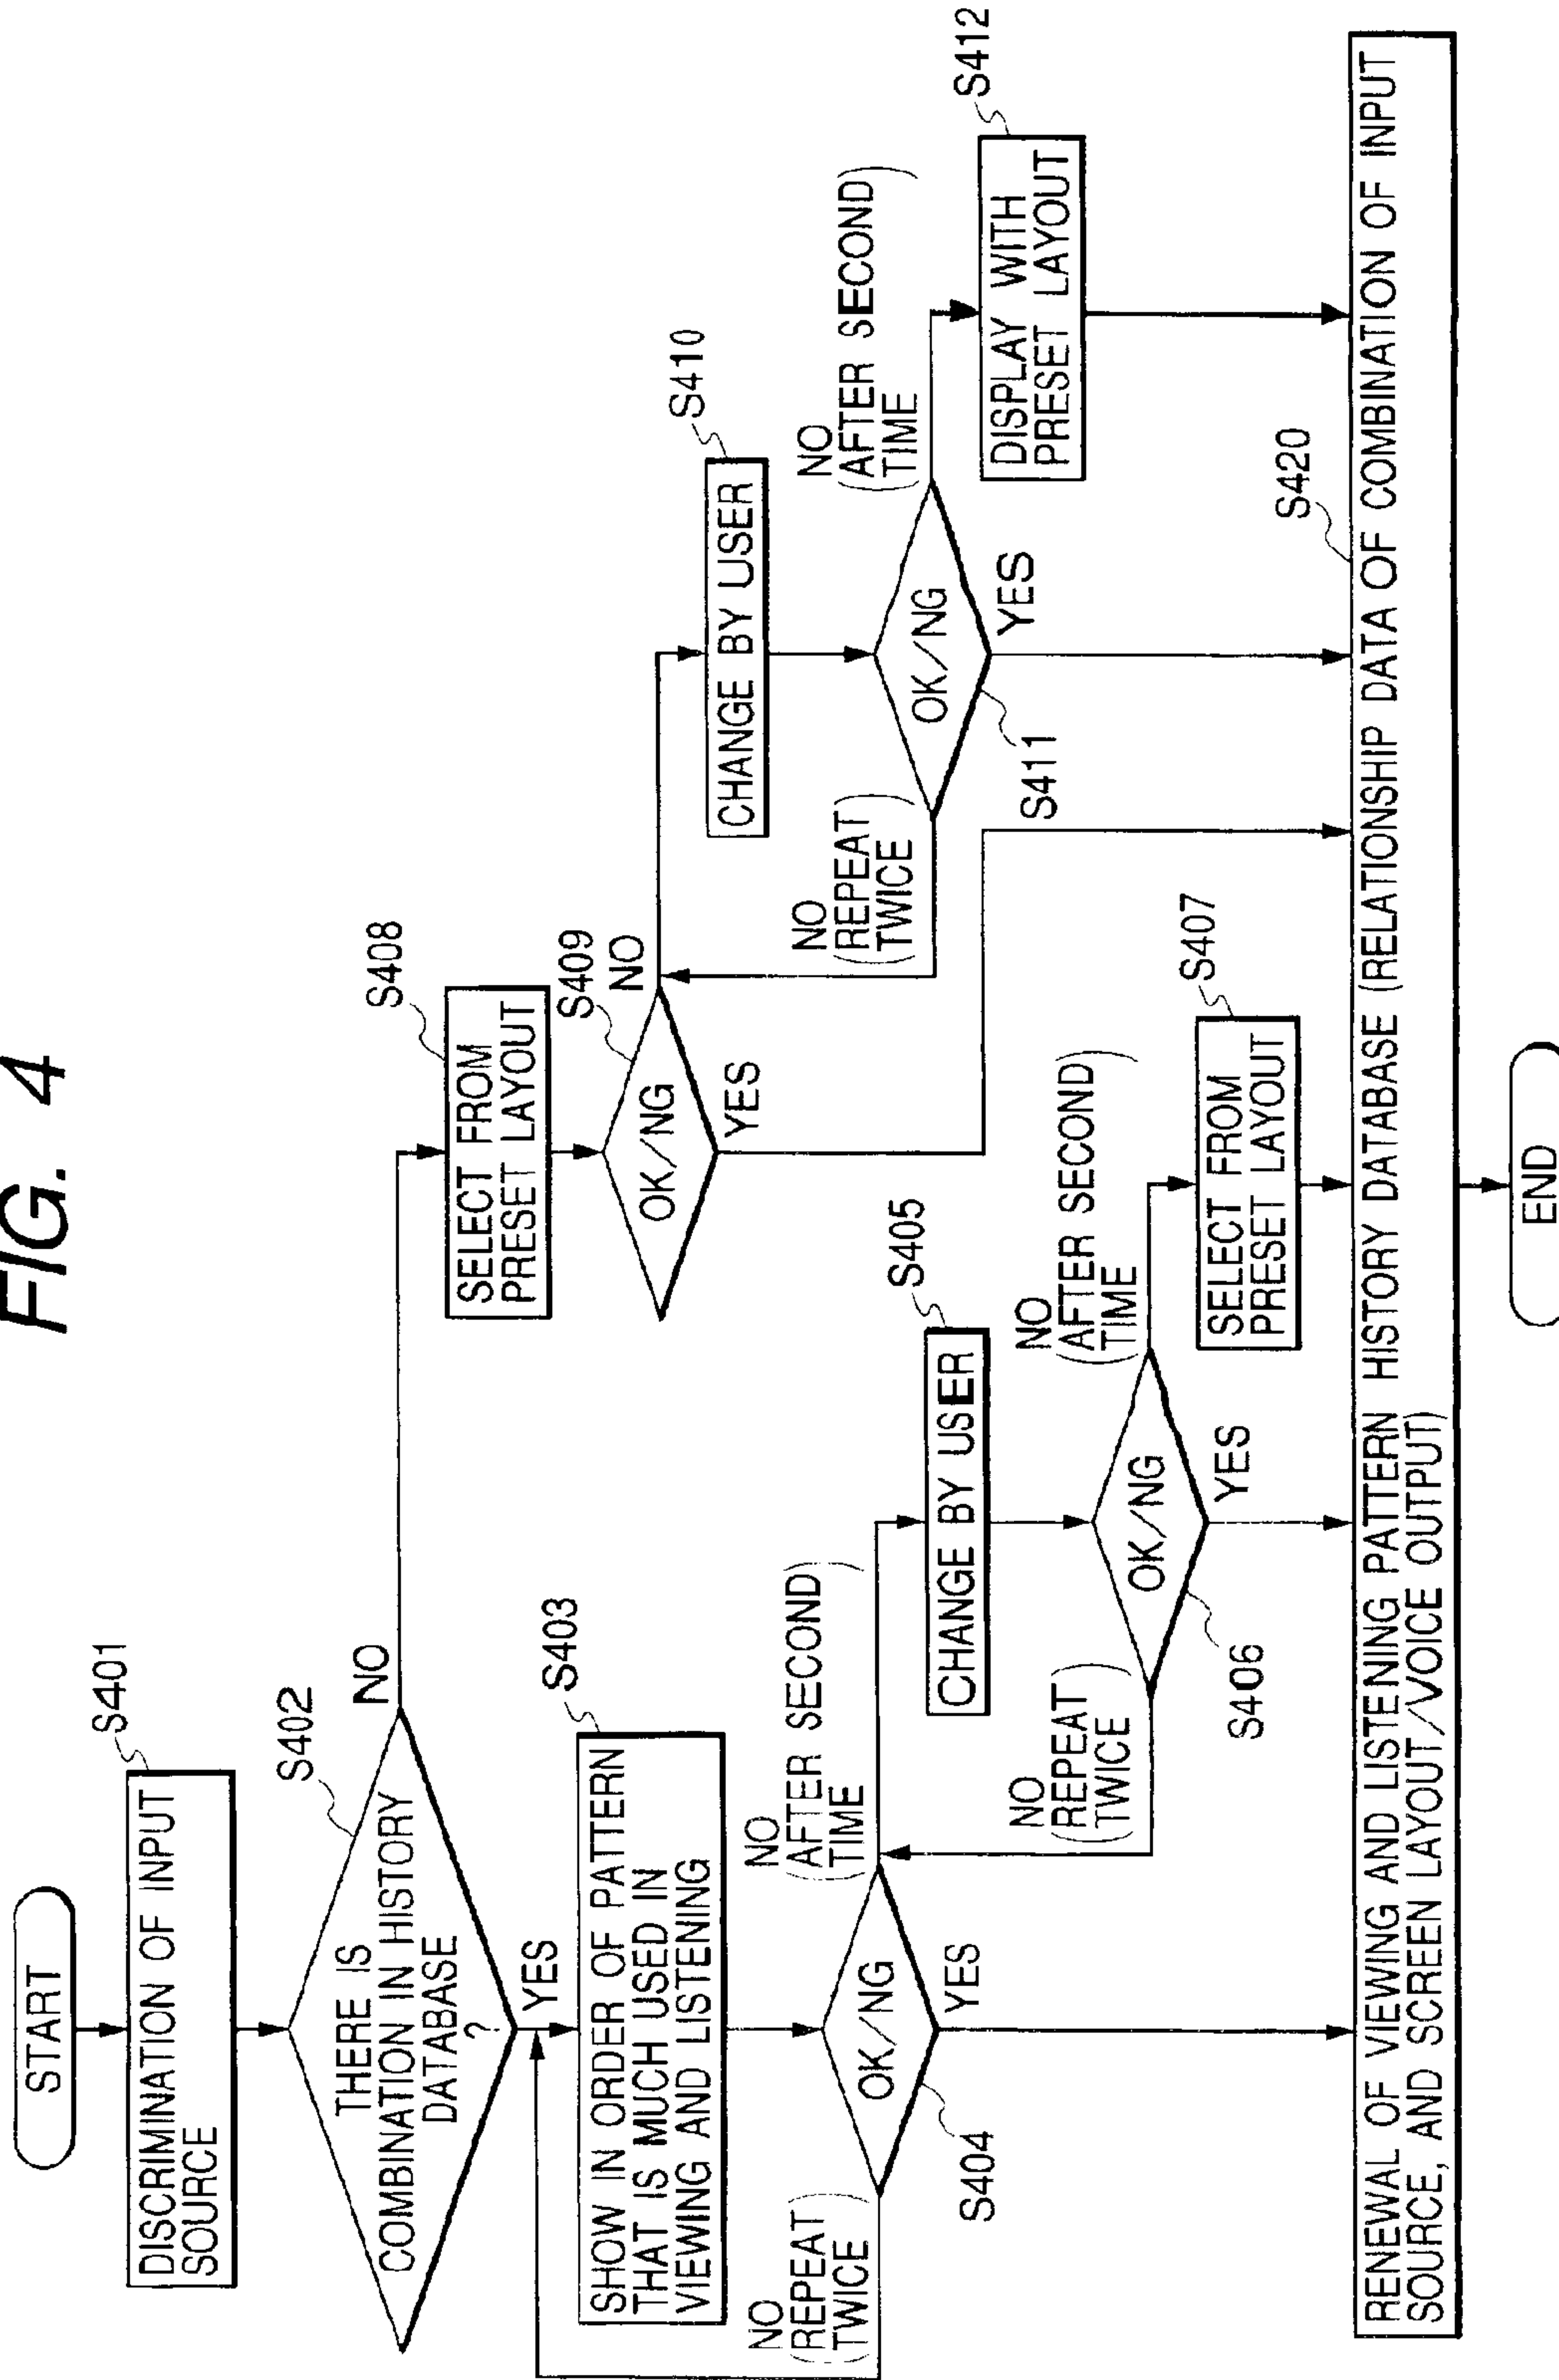 FIG. 4
START
S401
DISCRIMINATION OF INPUT
SOURCE
S402
THERE IS
COMBINATION IN HISTORY
DATABASE
?
NO
YES
S403
SHOW IN ORDER OF PATTERN
THAT IS MUCH USED IN
VIEWING AND LISTENING
NO
(REPEAT
TWICE)
OK/NG
S404
YES
NO
(AFTER SECOND
TIME)
S405
CHANGE BY USER
NO
(REPEAT
TWICE)
OK/NG
S406
YES
NO
(AFTER SECOND
TIME)
S407
SELECT FROM
PRESET LAYOUT
S408
SELECT FROM
PRESET LAYOUT
S409
OK/NG
NO
YES
S410
CHANGE BY USER
NO
(REPEAT
TWICE)
OK/NG
S411
YES
NO
(AFTER SECOND
TIME)
S412
DISPLAY WITH
PRESET LAYOUT
S420
RENEWAL OF VIEWING AND LISTENING PATTERN HISTORY DATABASE (RELATIONSHIP DATA OF COMBINATION OF INPUT
SOURCE, AND SCREEN LAYOUT/VOICE OUTPUT)
END